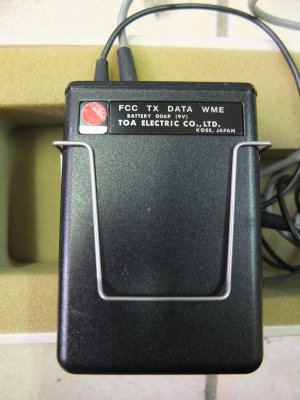 FCC TX DATA WME
BATTERY 006P (9V)
TOA ELECTRIC CO., LTD.
KOBE, JAPAN